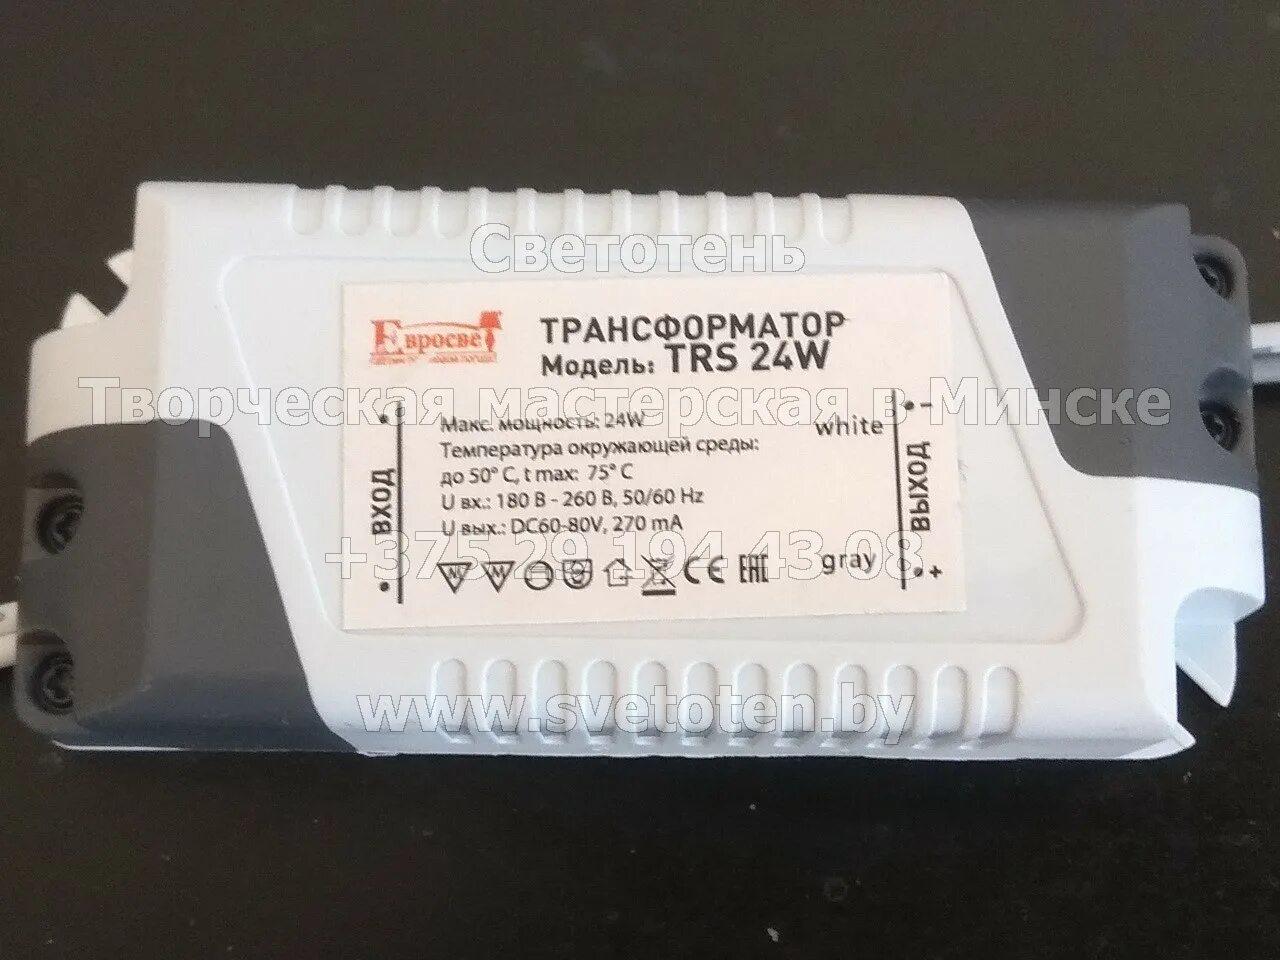 Светотень
Евросвет
ТРАНСФОРМАТОР
Модель: TRS 24W
Творческая мастерская в Минске
Макс. мощность: 24W
Температура окружающей среды:
до 50° C, t max: 75° C
U вх.: 180 В - 260 В, 50/60 Hz
U вых.: DC60-80V, 270 mA
ВХОД
white
−
ВЫХОД
gray
+
+375 29 194 43 08
M
CE EAC
www.svetoten.by